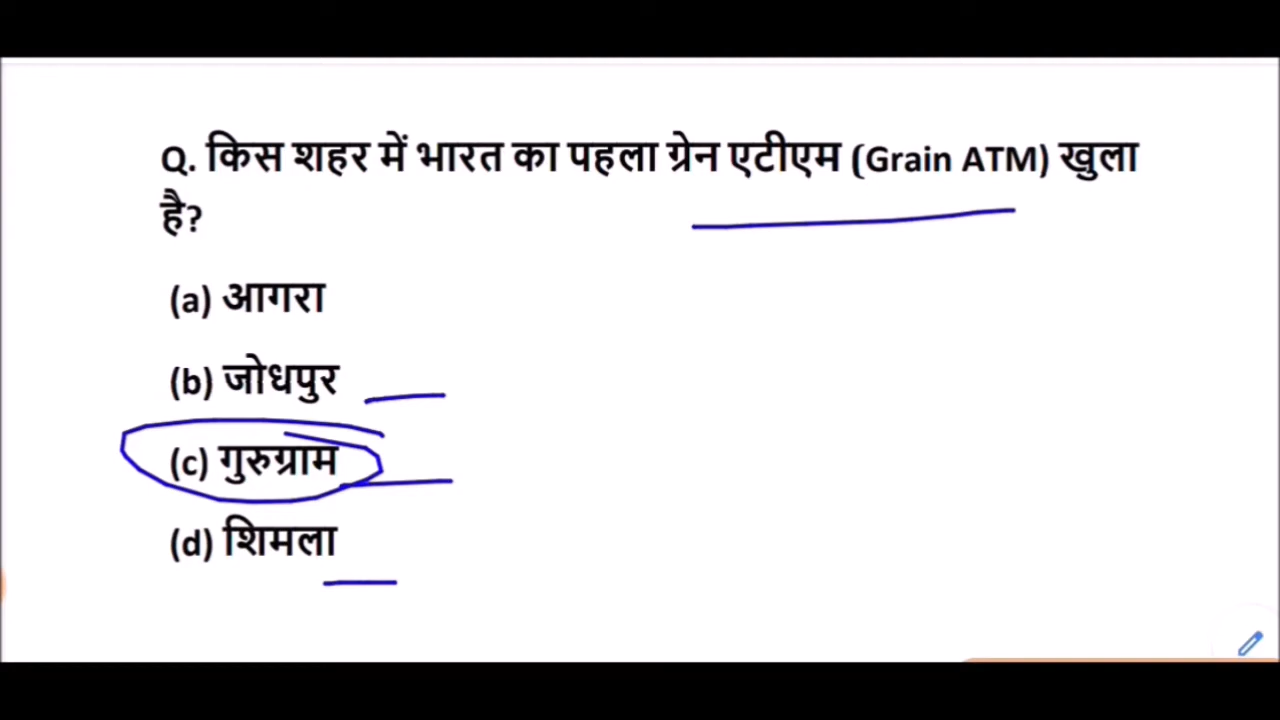 Q. किस शहर में भारत का पहला ग्रेन एटीएम (Grain ATM) खुला
है?
(a) आगरा
(b) जोधपुर
(c) गुरुग्राम
(d) शिमला